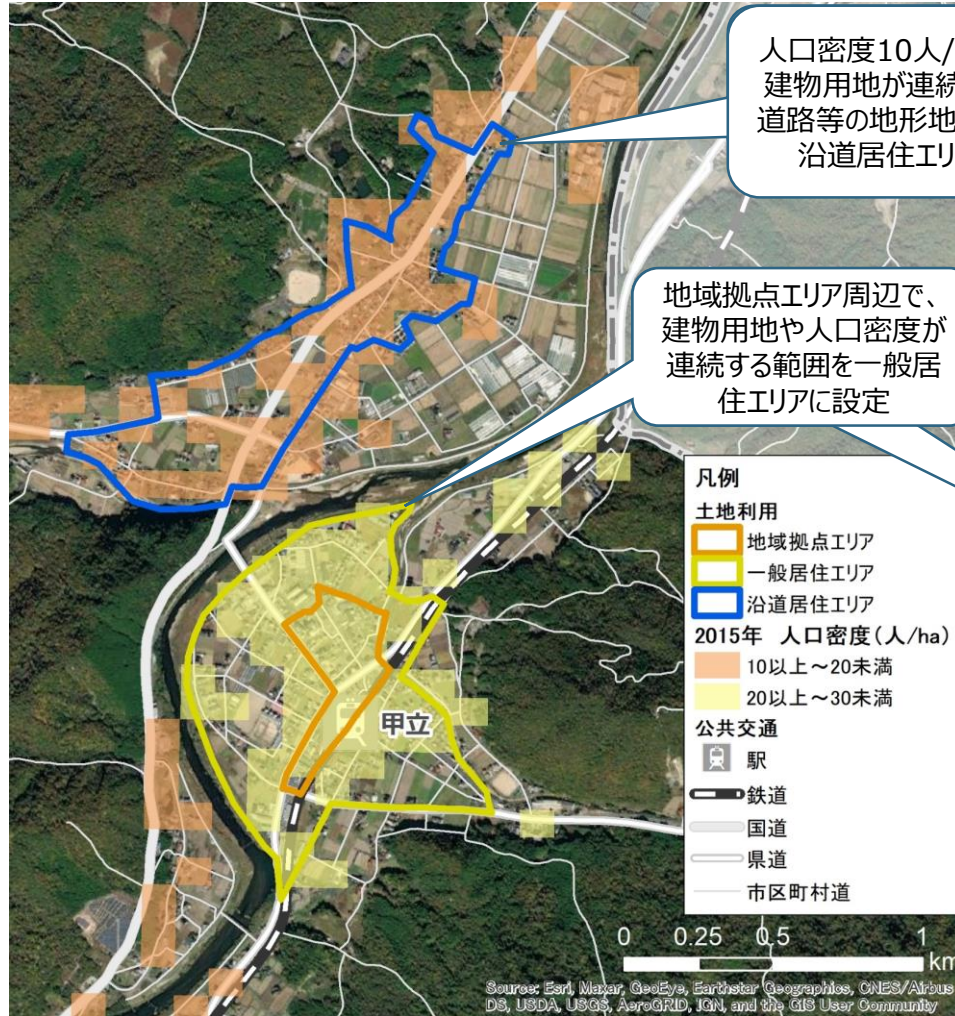 人口密度10人/
建物用地が連続
道路等の地形地
沿道居住エリ
地域拠点エリア周辺で、
建物用地や人口密度が
連続する範囲を一般居
住エリアに設定
凡例
土地利用
地域拠点エリア
一般居住エリア
沿道居住エリア
2015年 人口密度(人/ha)
10以上～20未満
20以上～30未満
公共交通
駅
鉄道
国道
県道
市区町村道
甲立
0 0.25 0.5 1
km
Source: Esri, Maxar, GeoEye, Earthstar Geographics, CNES/Airbus
DS, USDA, USGS, AeroGRID, IGN, and the GIS User Community